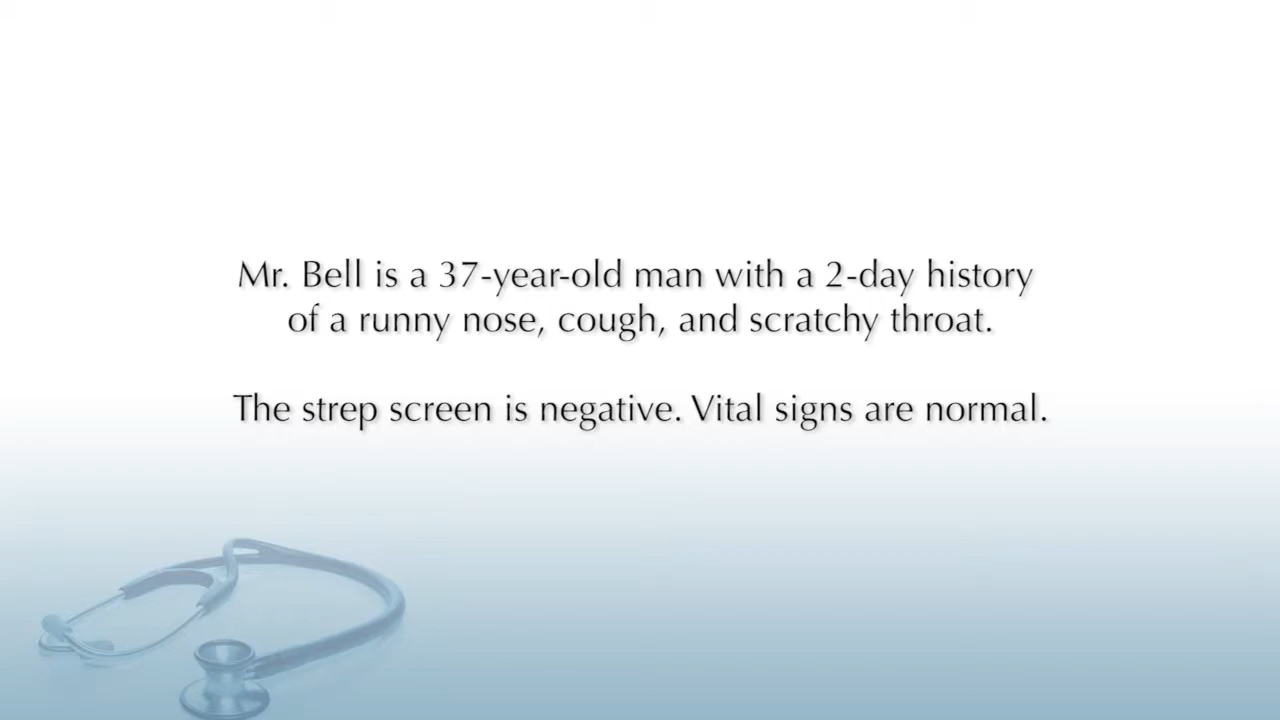 Mr. Bell is a 37-year-old man with a 2-day history
of a runny nose, cough, and scratchy throat.
The strep screen is negative. Vital signs are normal.